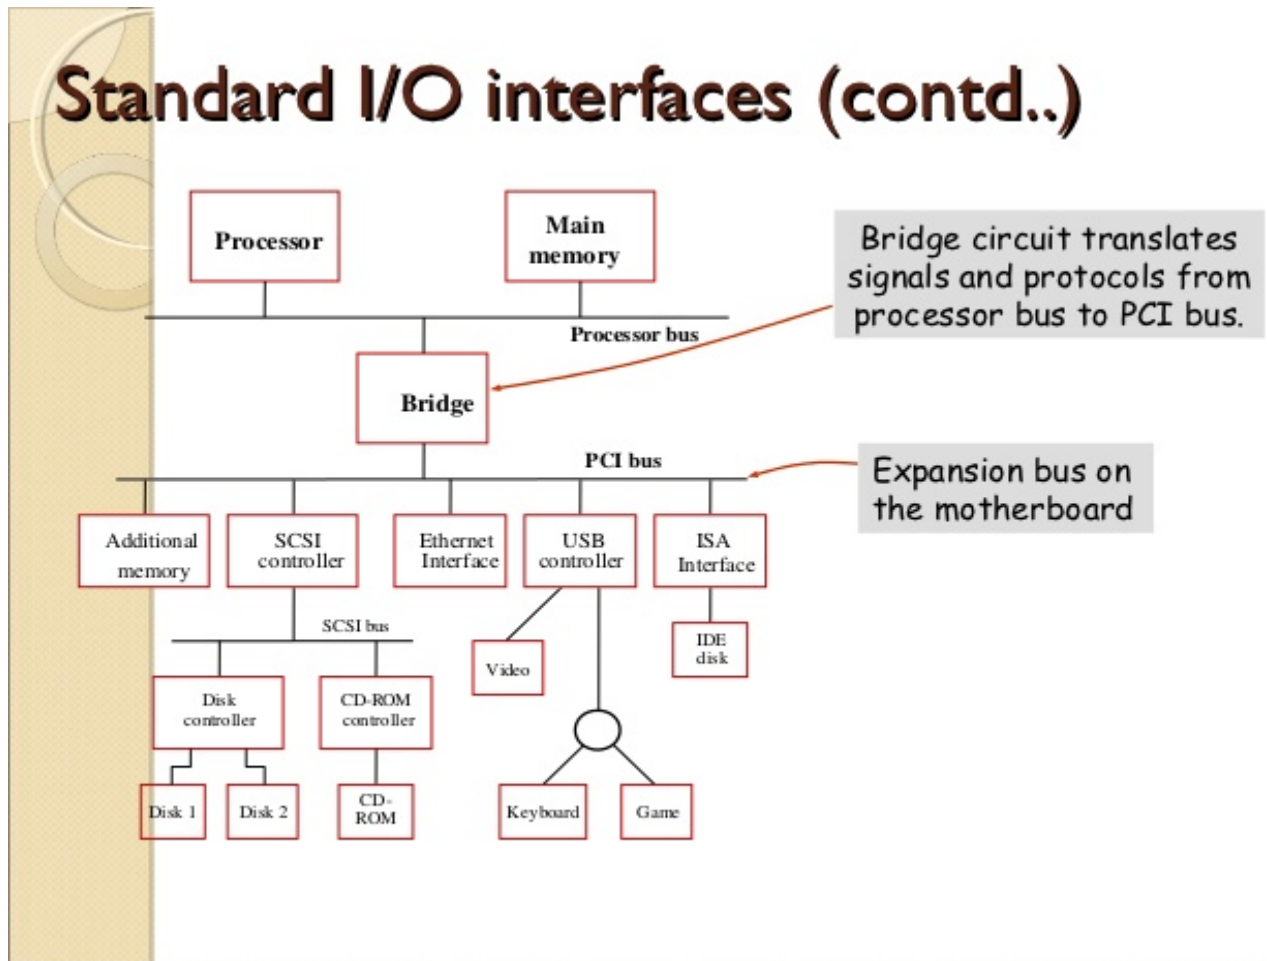 Standard I/O interfaces (contd..)
Processor
Main
memory
Bridge circuit translates
signals and protocols from
processor bus to PCI bus.
Processor bus
Bridge
PCI bus
Expansion bus on
the motherboard
Additional
memory
SCSI
controller
Ethernet
Interface
USB
controller
ISA
Interface
SCSI bus
IDE
disk
Video
Disk
controller
CD-ROM
controller
Disk 1
Disk 2
CD-
ROM
Keyboard
Game